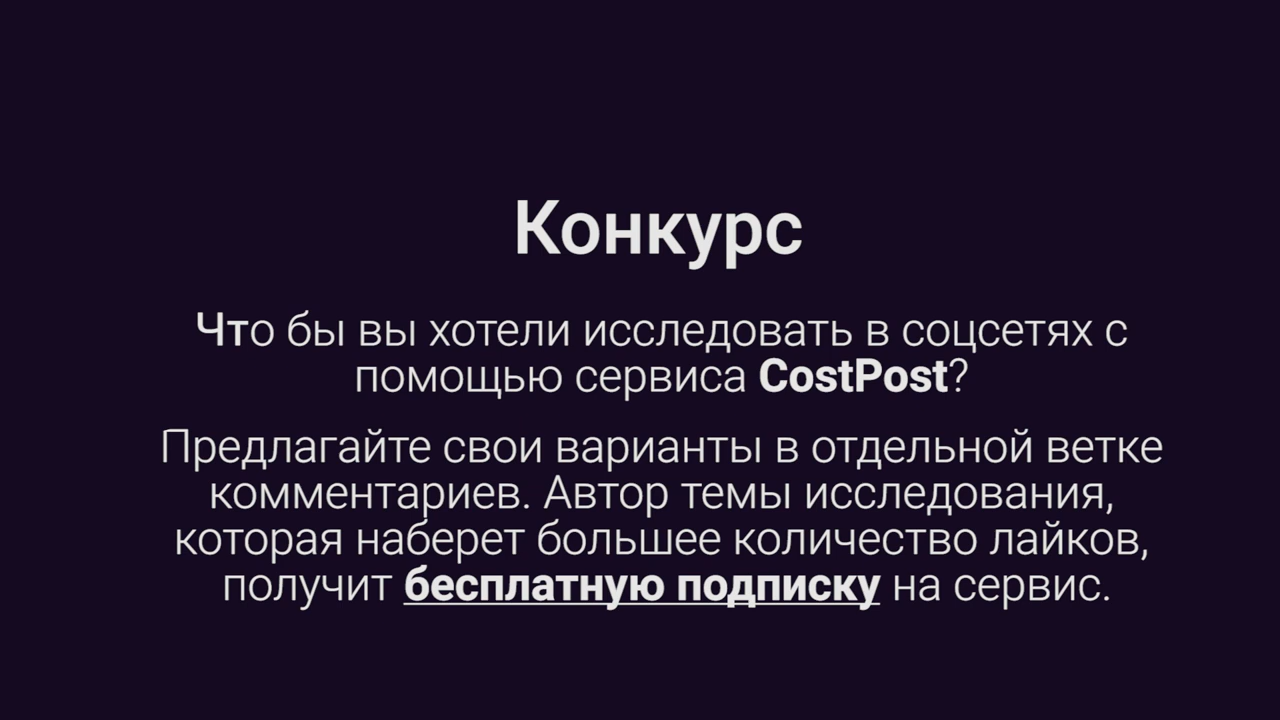 Конкурс
Что бы вы хотели исследовать в соцсетях с
помощью сервиса CostPost?
Предлагайте свои варианты в отдельной ветке
комментариев. Автор темы исследования,
которая наберет большее количество лайков,
получит бесплатную подписку на сервис.